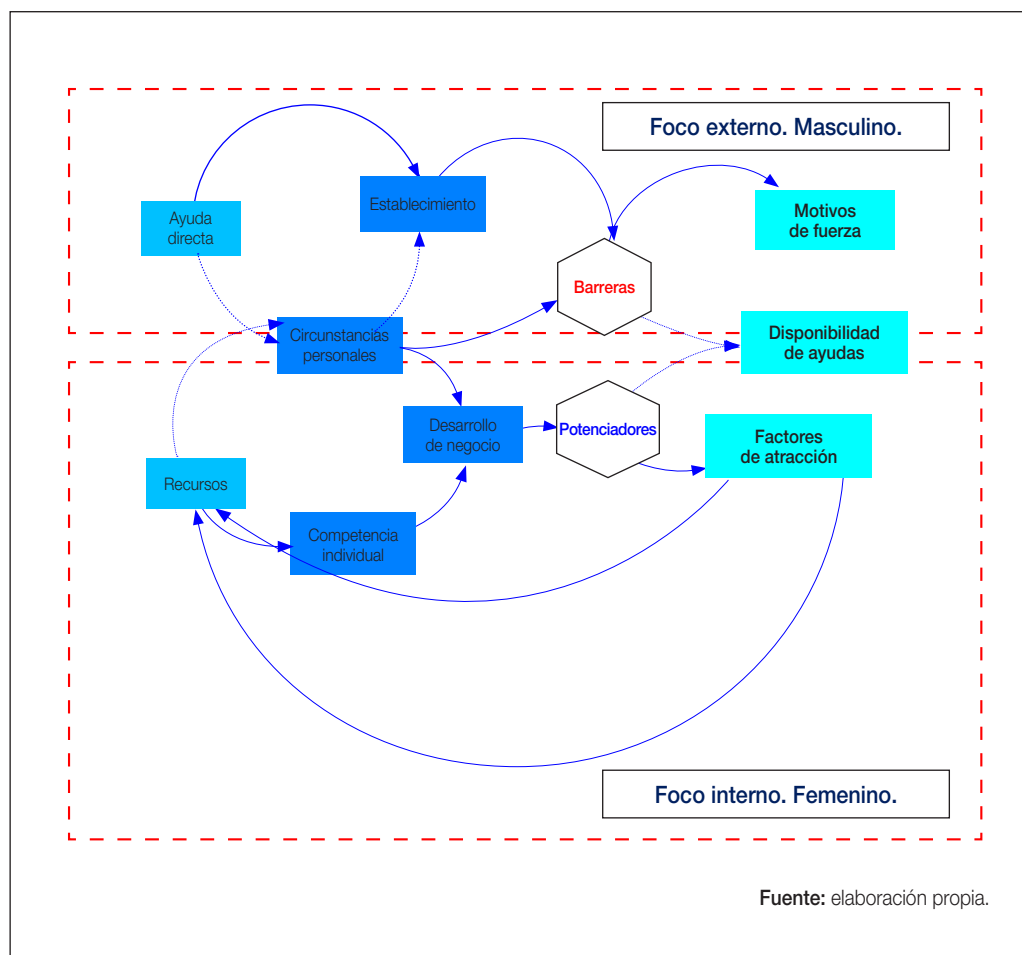 Foco externo. Masculino.
Establecimiento
Ayuda
directa
Motivos
de fuerza
Barreras
Circunstancias
personales
Disponibilidad
de ayudas
Desarrollo
de negocio
Potenciadores
Factores
de atracción
Recursos
Competencia
individual
Foco interno. Femenino.
Fuente: elaboración propia.